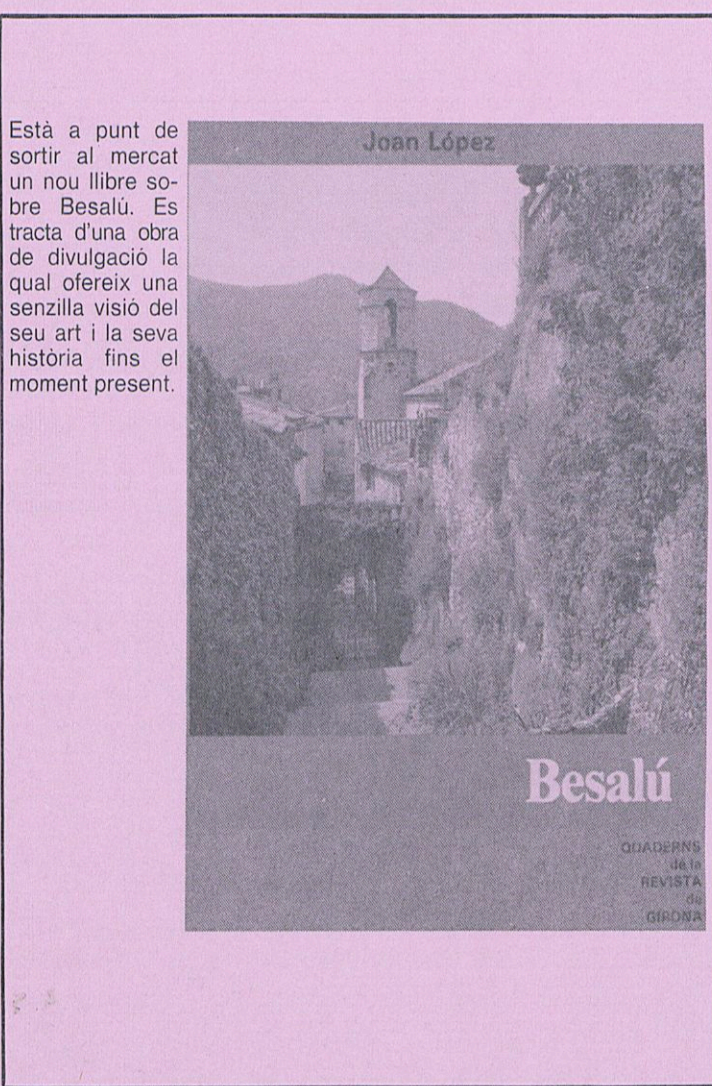 Està a punt de
sortir al mercat
un nou llibre so-
bre Besalú. Es
tracta d'una obra
de divulgació la
qual ofereix una
senzilla visió del
seu art i la seva
història fins el
moment present.
Joan López
Besalú
QUADERNS
de la
REVISTA
de
GIRONA